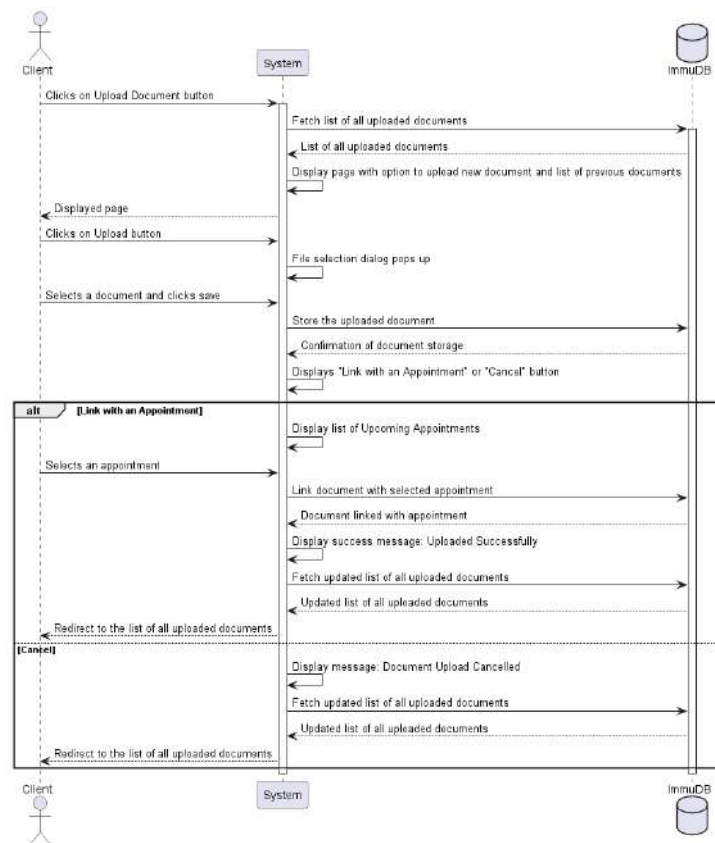 Client
System
ImmuDB
Clicks on Upload Document button
Fetch list of all uploaded documents
List of all uploaded documents
Display page with option to upload new document and list of previous documents
Displayed page
Clicks on Upload button
File selection dialog pops up
Selects a document and clicks save
Store the uploaded document
Confirmation of document storage
Displays "Link with an Appointment" or "Cancel" button
alt [Link with an Appointment]
Display list of Upcoming Appointments
Selects an appointment
Link document with selected appointment
Document linked with appointment
Display success message: Uploaded Successfully
Fetch updated list of all uploaded documents
Updated list of all uploaded documents
Redirect to the list of all uploaded documents
[Cancel]
Display message: Document Upload Cancelled
Fetch updated list of all uploaded documents
Updated list of all uploaded documents
Redirect to the list of all uploaded documents
Client
System
ImmuDB